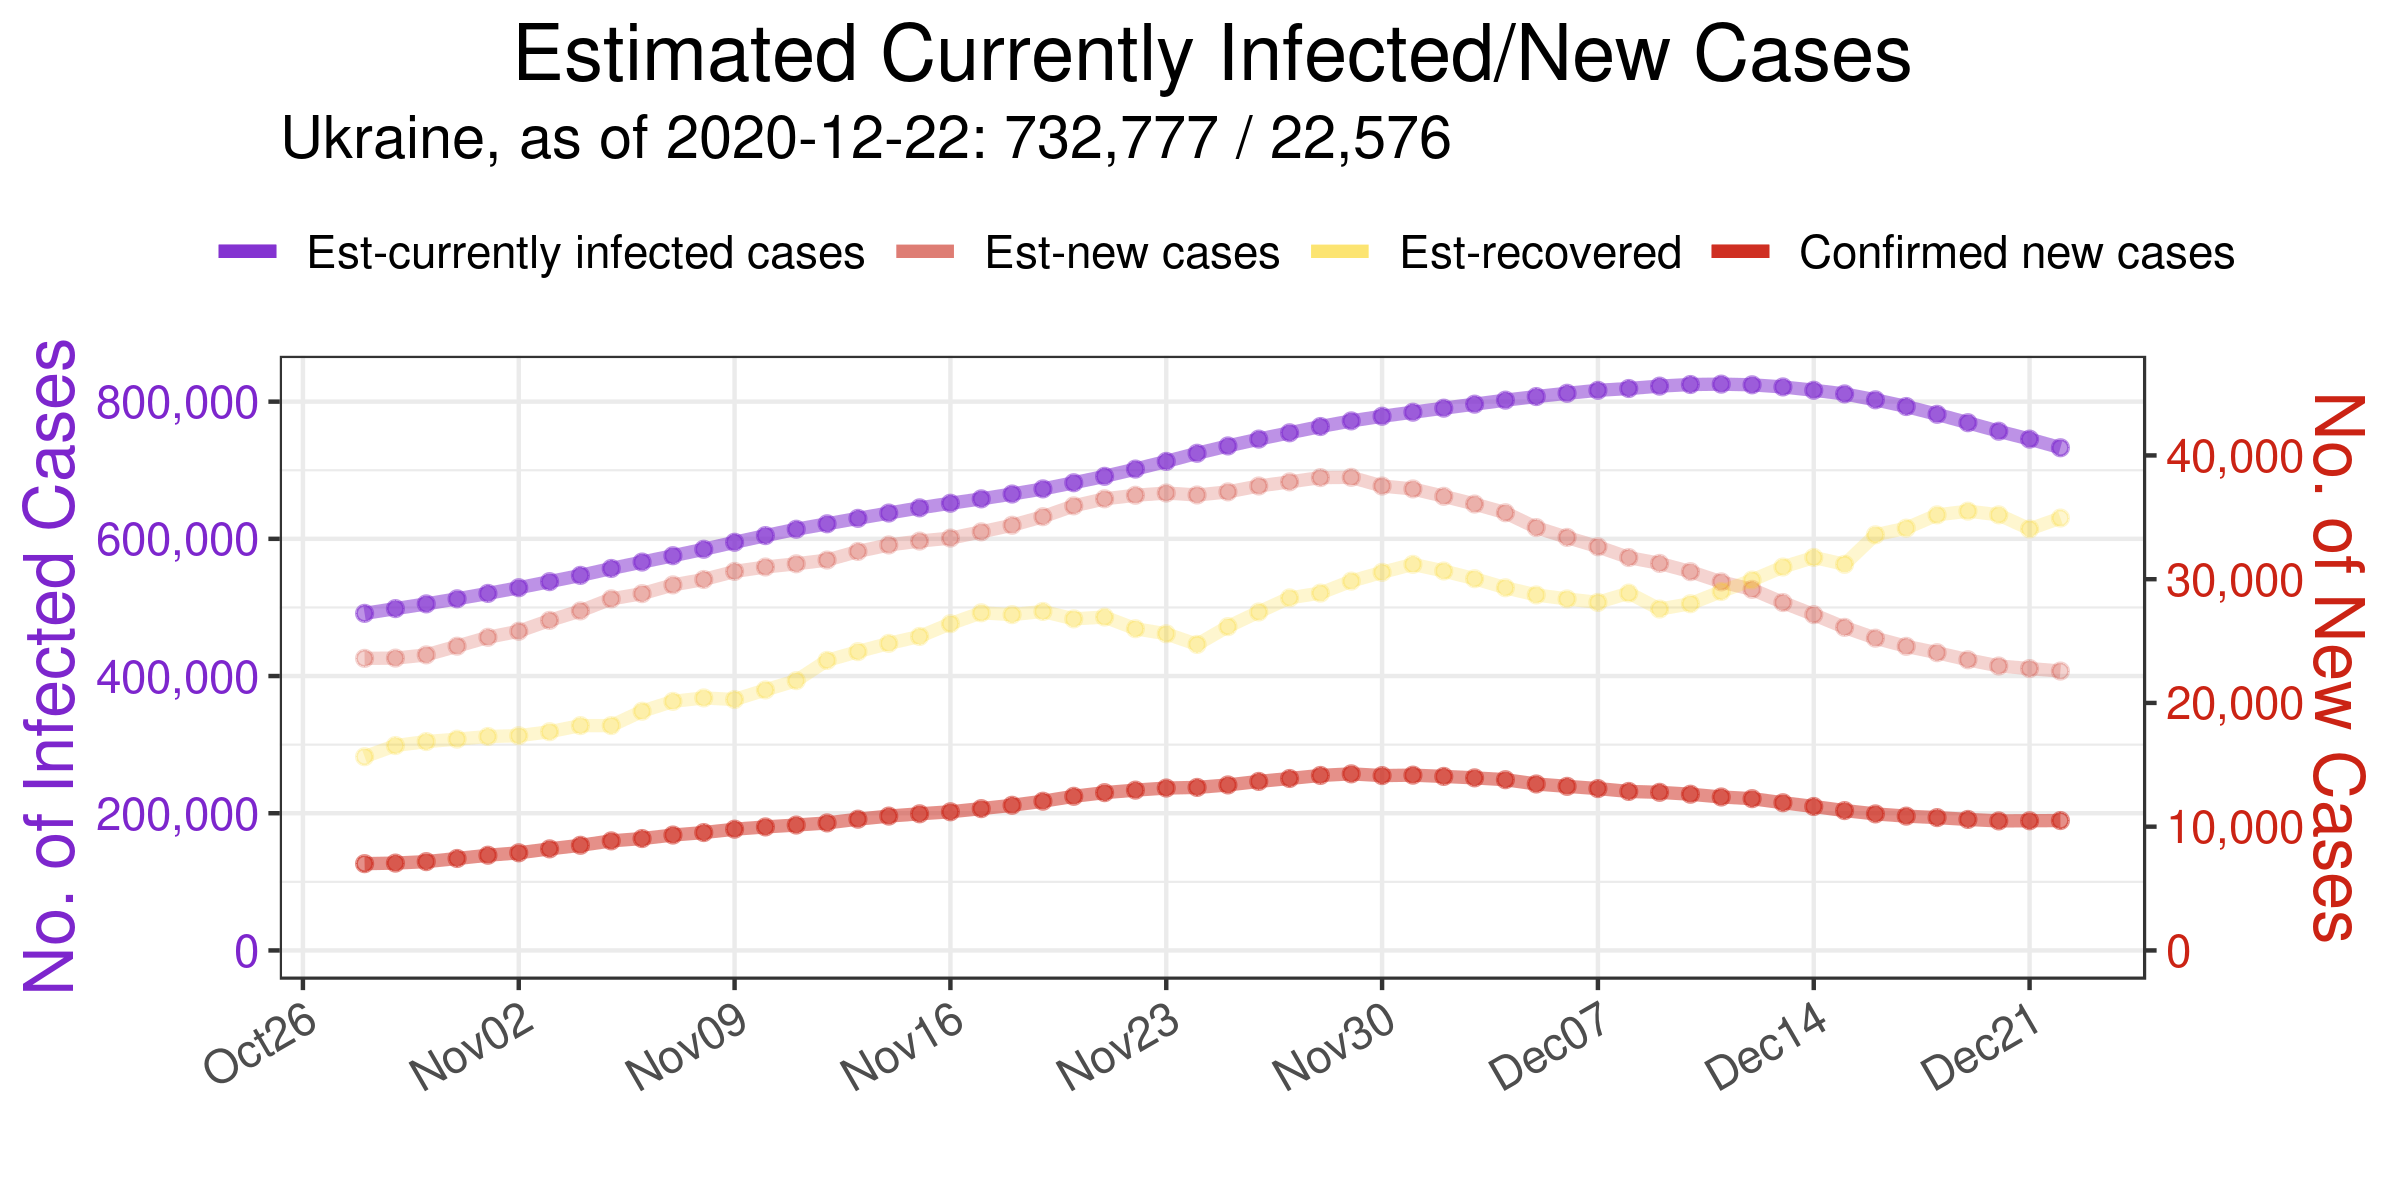 Estimated Currently Infected/New Cases
Ukraine, as of 2020-12-22: 732,777 / 22,576
Est-currently infected cases Est-new cases Est-recovered Confirmed new cases
No. of Infected Cases
800,000
600,000
400,000
200,000
0
No. of New Cases
40,000
30,000
20,000
10,000
0
Oct26 Nov02 Nov09 Nov16 Nov23 Nov30 Dec07 Dec14 Dec21